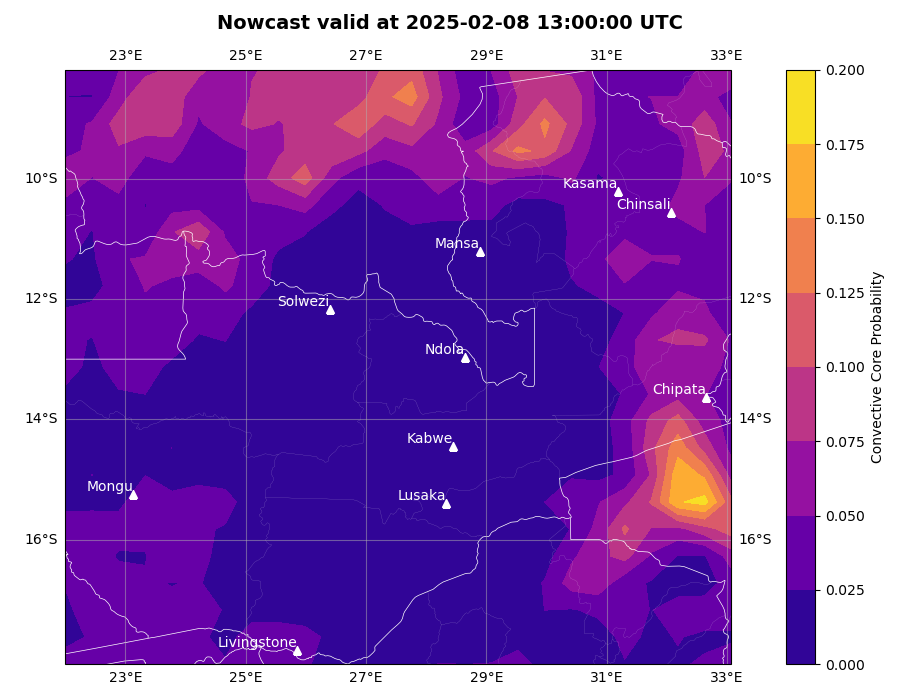 Nowcast valid at 2025-02-08 13:00:00 UTC
23°E 25°E 27°E 29°E 31°E 33°E
0.200
0.175
10°S 10°S
Kasama
Chinsali
0.150
Mansa
12°S 12°S
Solwezi
0.125
Ndola
0.100
Chipata
14°S 14°S
Kabwe
0.075
Mongu
Lusaka
0.050
16°S 16°S
0.025
Livingstone
0.000
23°E 25°E 27°E 29°E 31°E 33°E
Convective Core Probability